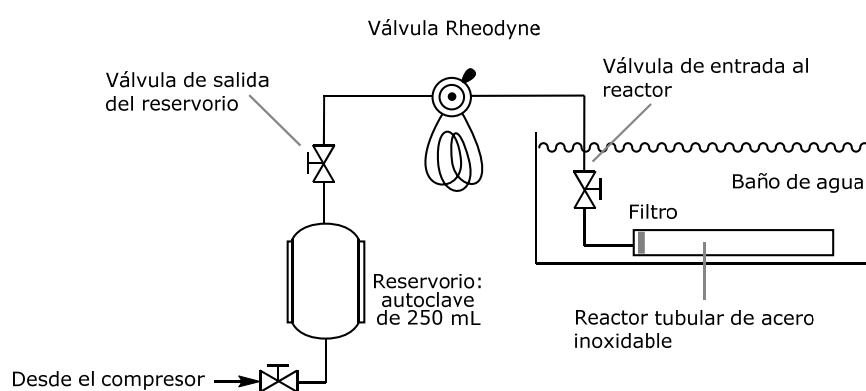 Válvula Rheodyne
Válvula de salida
del reservorio
Válvula de entrada al
reactor
Baño de agua
Filtro
Reservorio:
autoclave
de 250 mL
Reactor tubular de acero
inoxidable
Desde el compresor